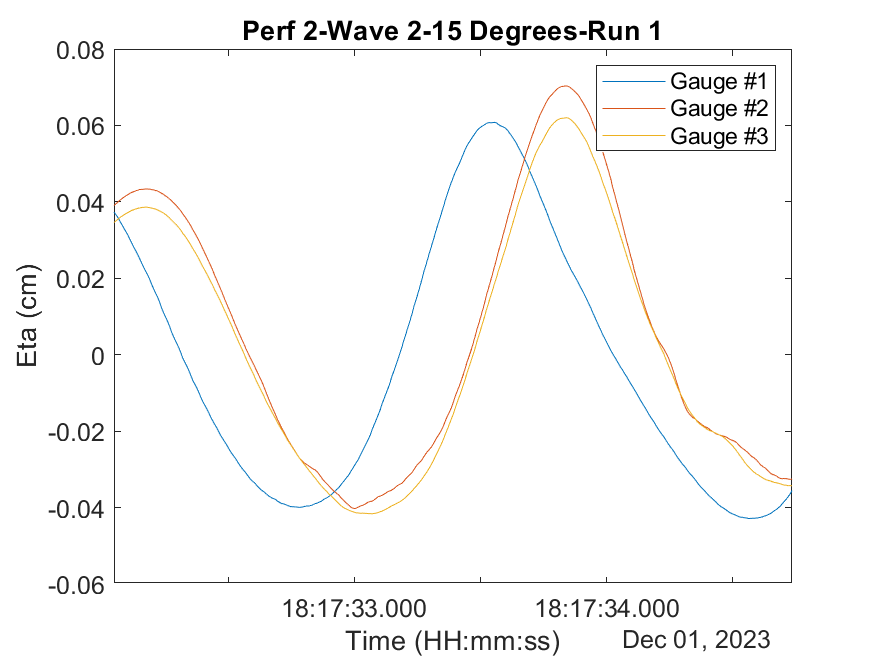 Perf 2-Wave 2-15 Degrees-Run 1
Gauge #1
Gauge #2
Gauge #3
Eta (cm)
0.08
0.06
0.04
0.02
0
-0.02
-0.04
-0.06
18:17:33.000
18:17:34.000
Time (HH:mm:ss)
Dec 01, 2023